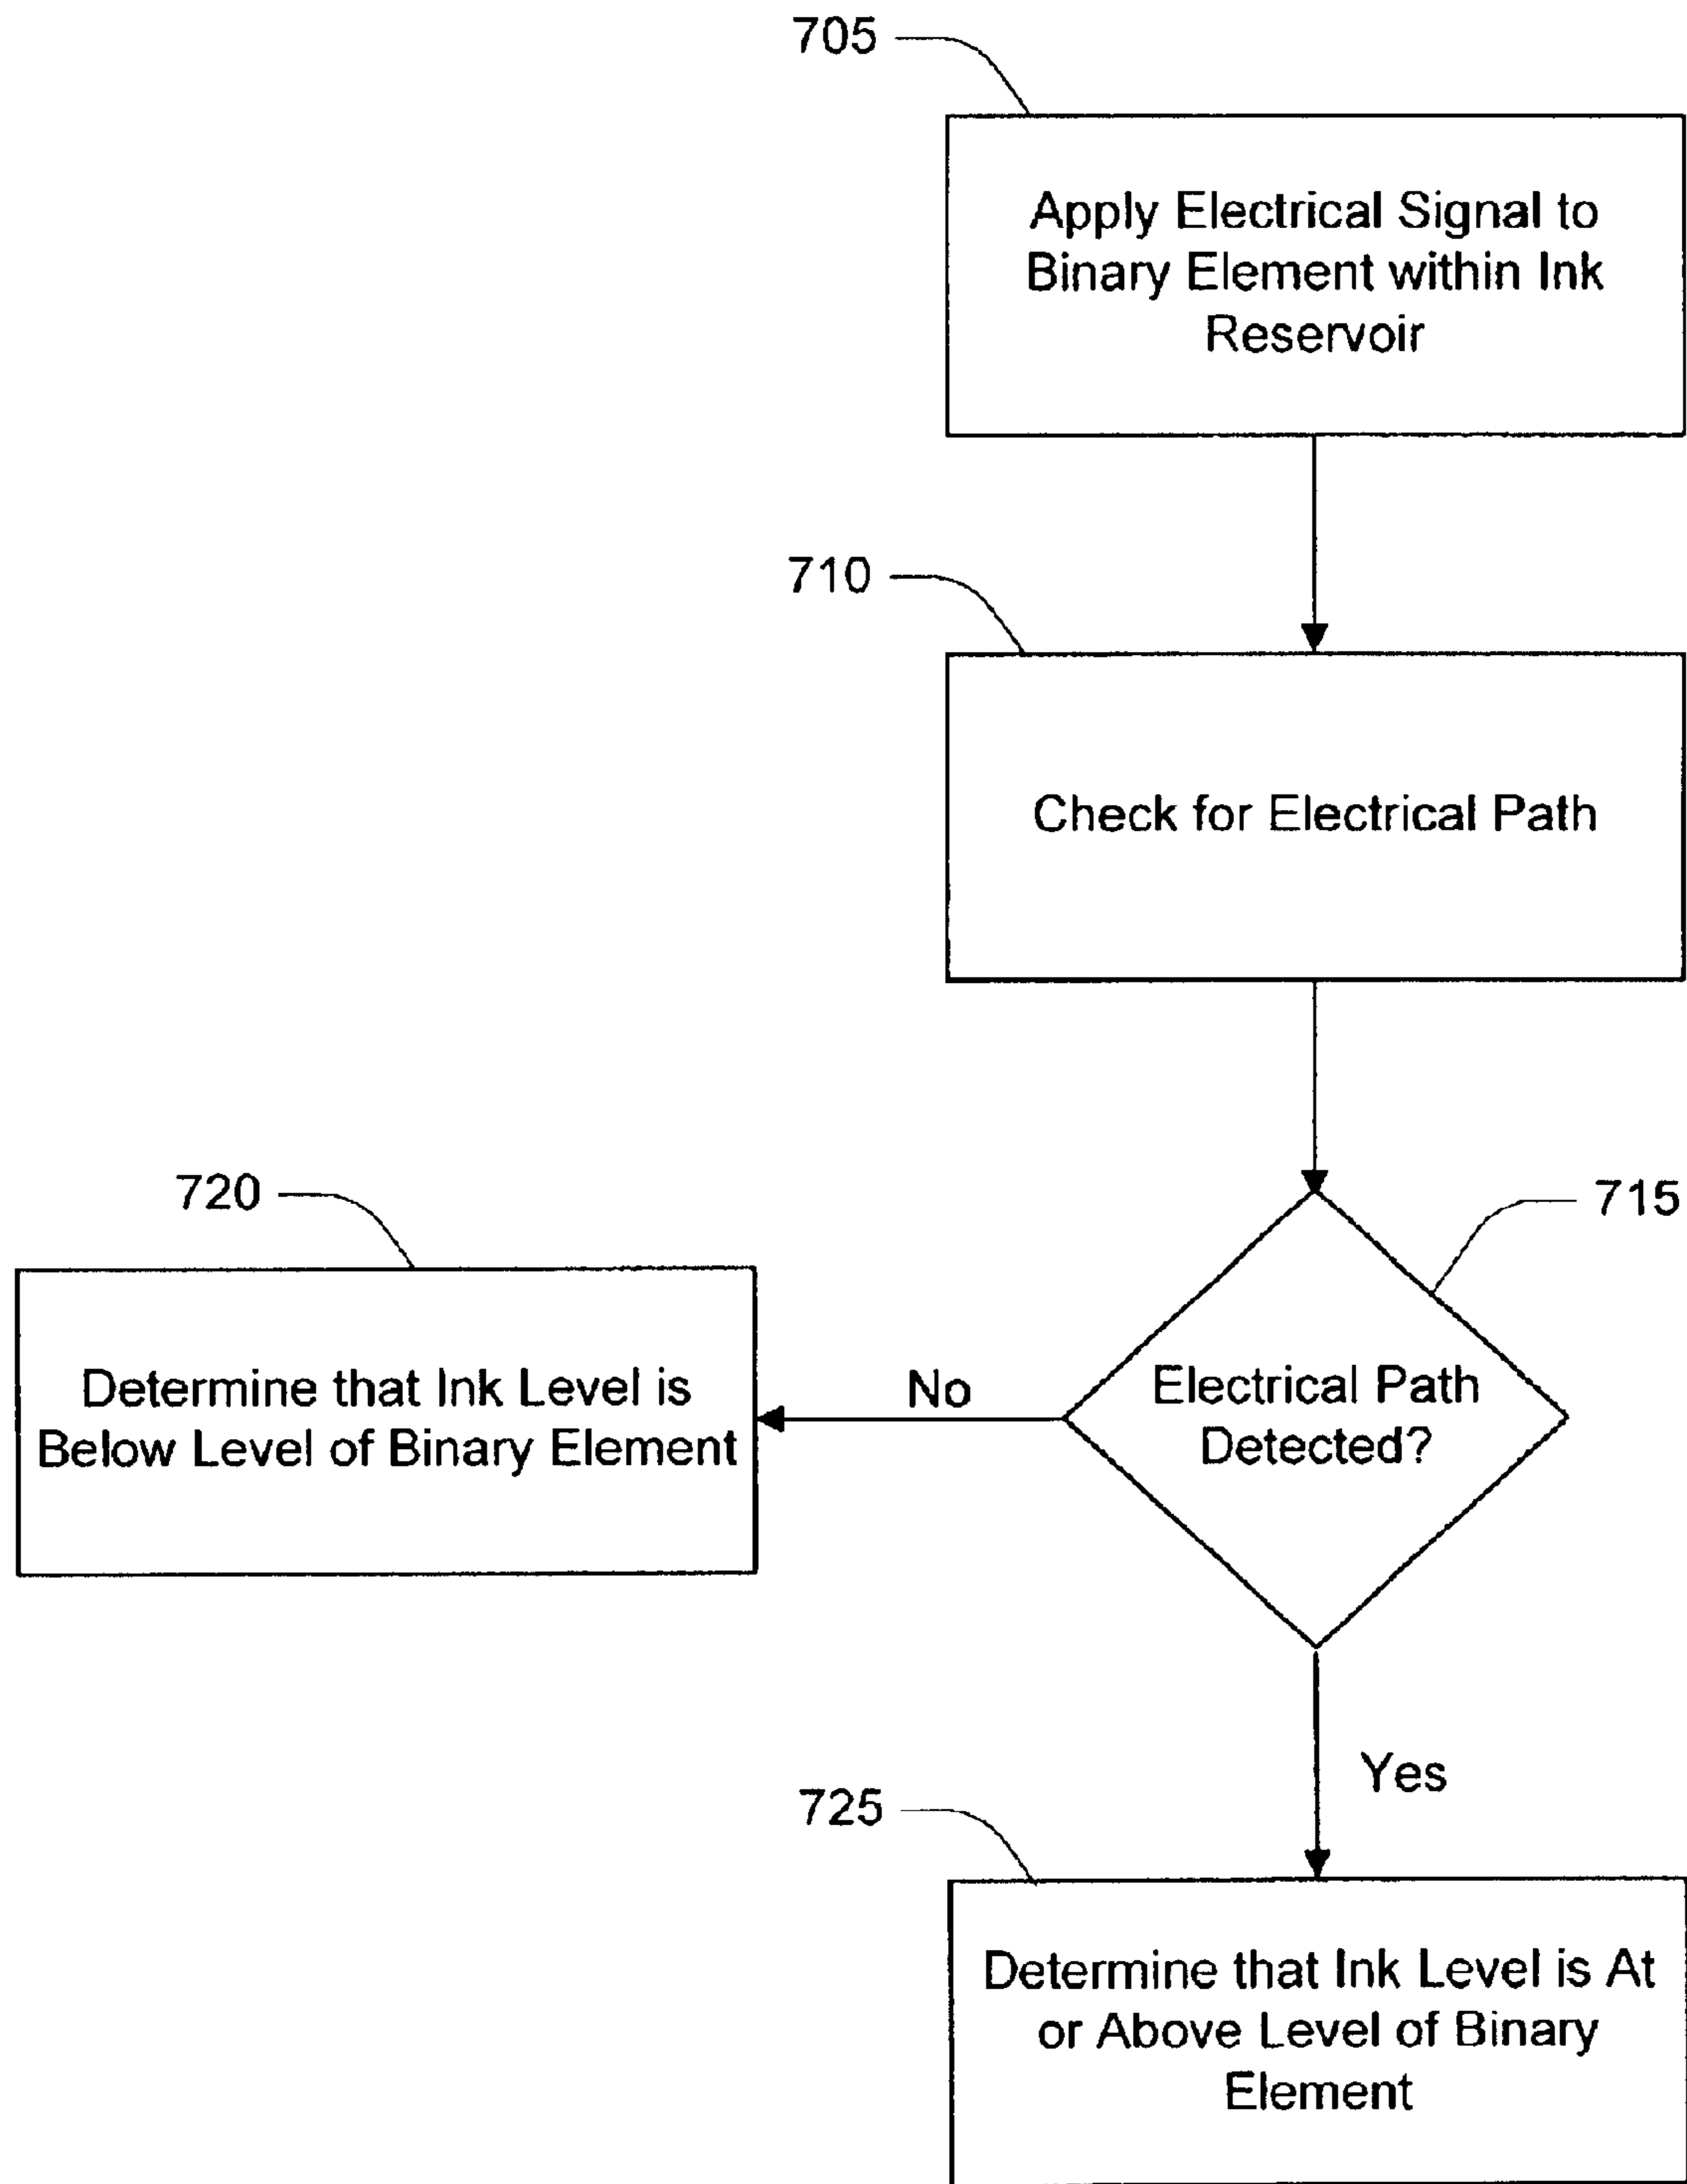 705
Apply Electrical Signal to
Binary Element within Ink
Reservoir
710
Check for Electrical Path
715
Electrical Path
Detected?
No
720
Determine that Ink Level is
Below Level of Binary Element
Yes
725
Determine that Ink Level is At
or Above Level of Binary
Element